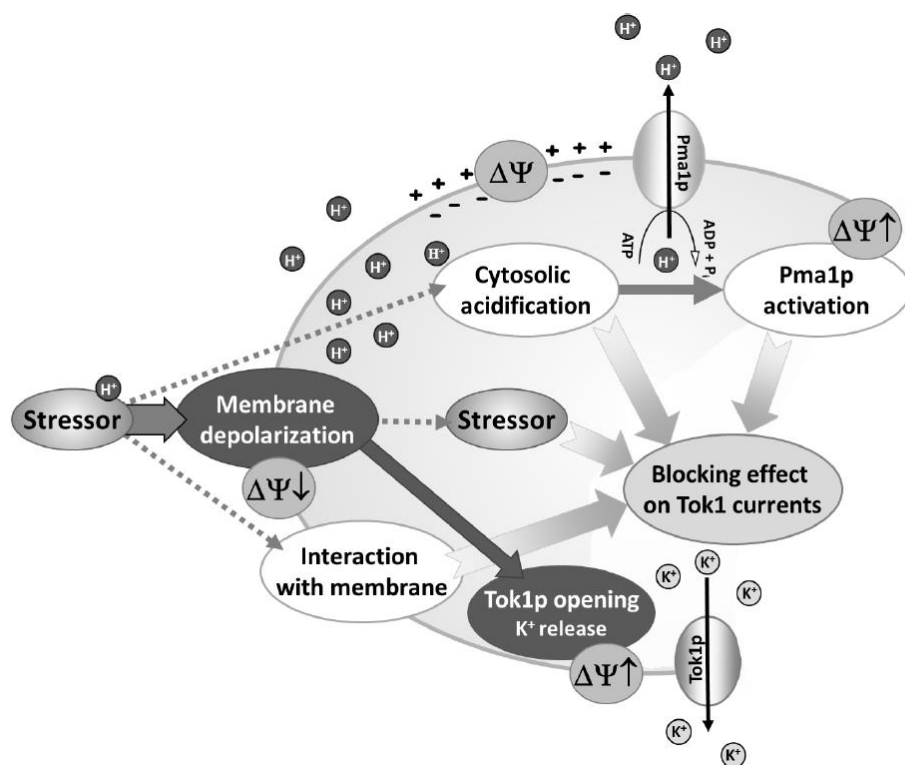 H⁺
H⁺
H⁺
Pma1p
+ + + + + + + +
ΔΨ
- - - - - - - -
H⁺
H⁺
H⁺
H⁺
ATP
H⁺
ADP + Pᵢ
ΔΨ↑
Cytosolic
acidification
Pma1p
activation
H⁺
H⁺
H⁺
H⁺
Stressor
Membrane
depolarization
Stressor
ΔΨ↓
Blocking effect
on Tok1 currents
Interaction
with membrane
Tok1p opening
K⁺ release
ΔΨ↑
K⁺
K⁺
K⁺
Tok1p
K⁺
K⁺
K⁺